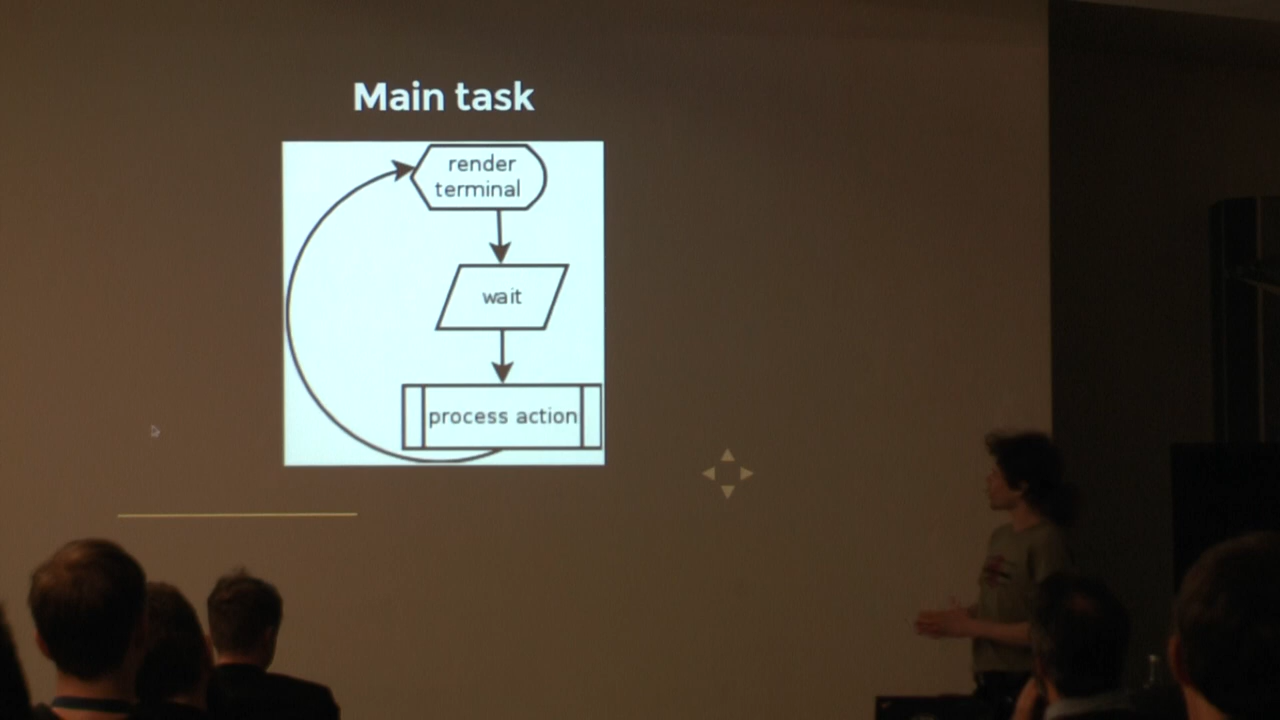 Main task
render
terminal
wait
process action